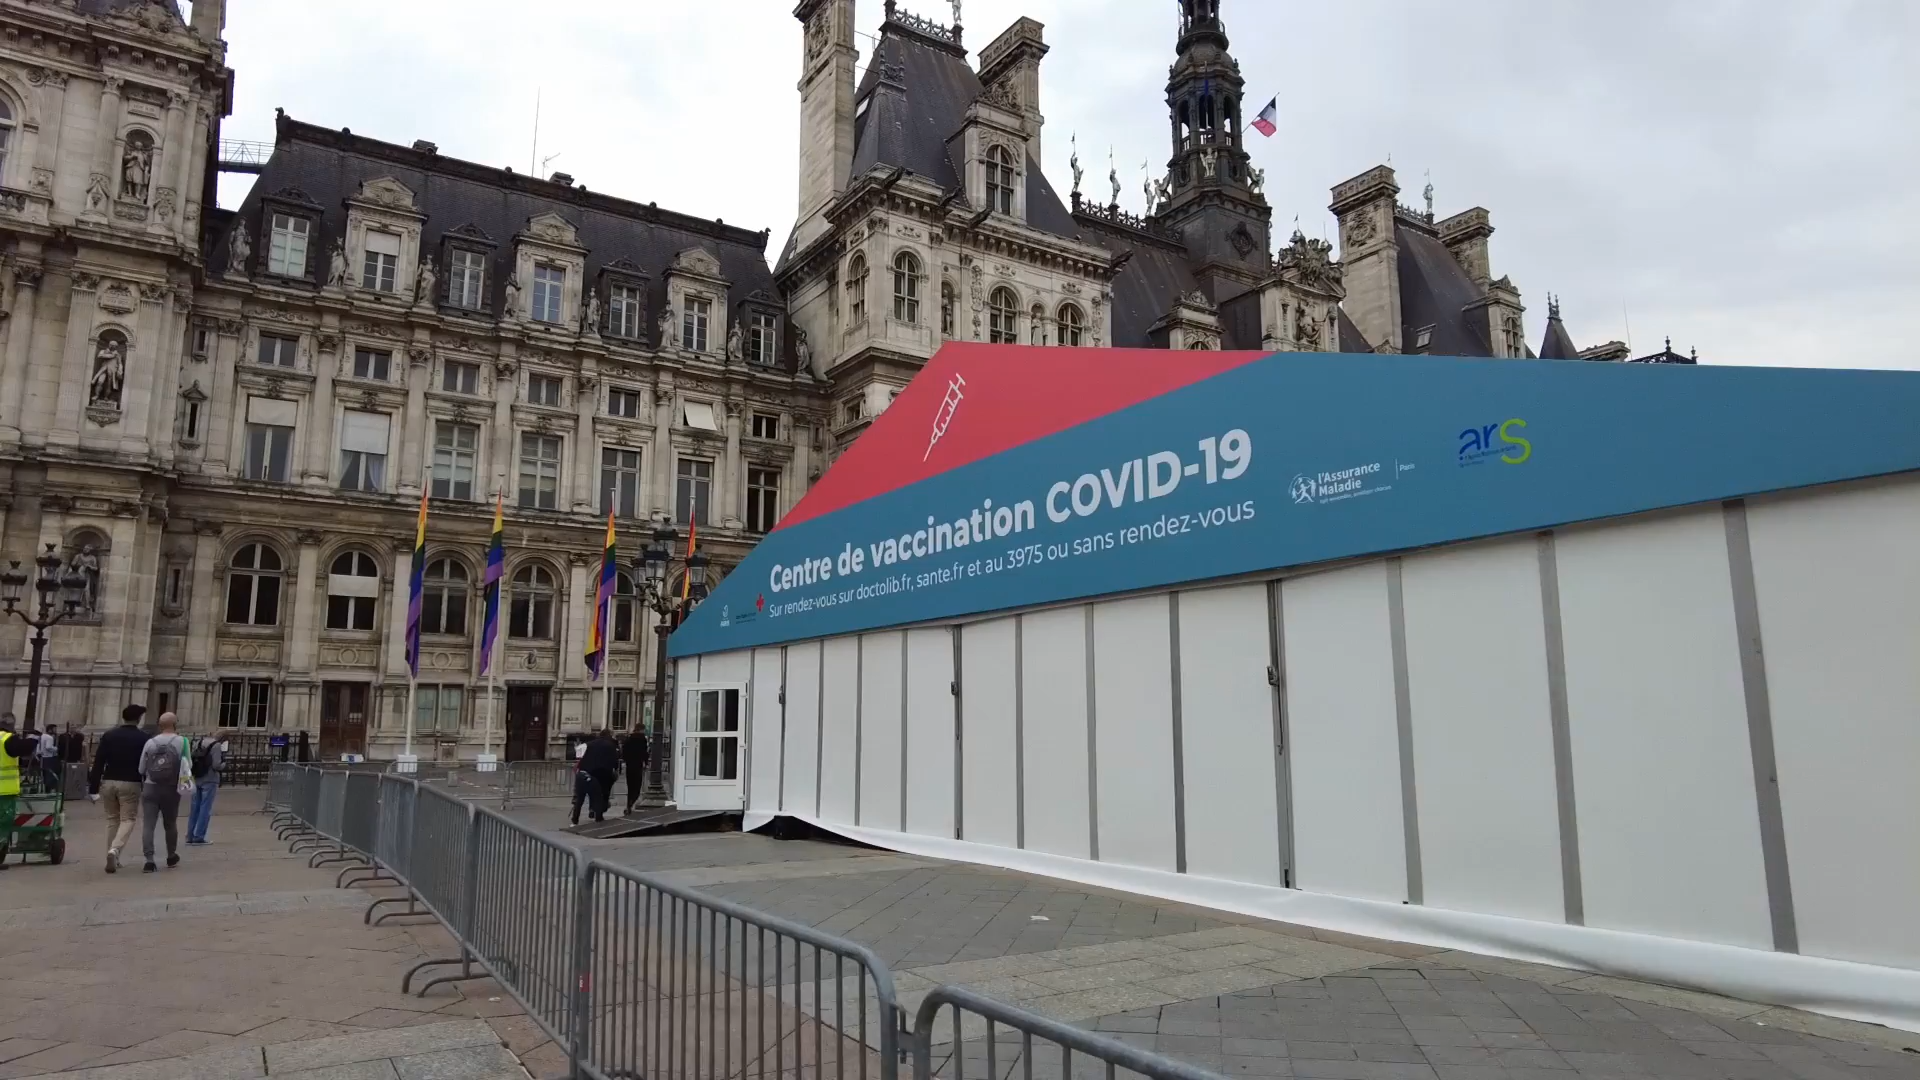 Centre de vaccination COVID-19
Sur rendez-vous sur doctolib.fr, sante.fr et au 3975 ou sans rendez-vous
l'Assurance
Maladie
Paris
ars